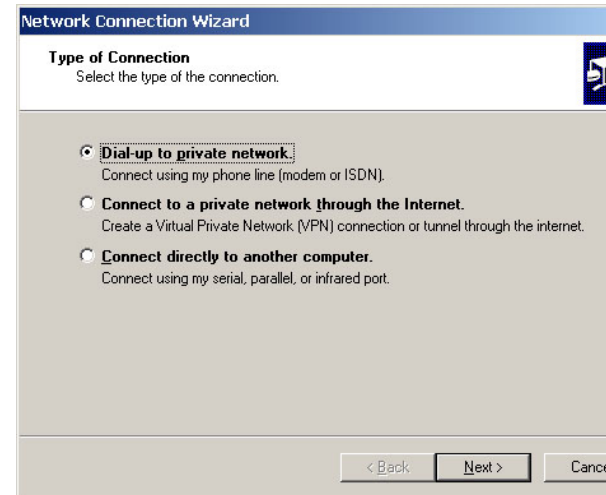 Network Connection Wizard
Type of Connection
Select the type of the connection.
Dial-up to private network.
Connect using my phone line (modem or ISDN).
Connect to a private network through the Internet.
Create a Virtual Private Network (VPN) connection or tunnel through the internet.
Connect directly to another computer.
Connect using my serial, parallel, or infrared port.
< Back Next > Cance